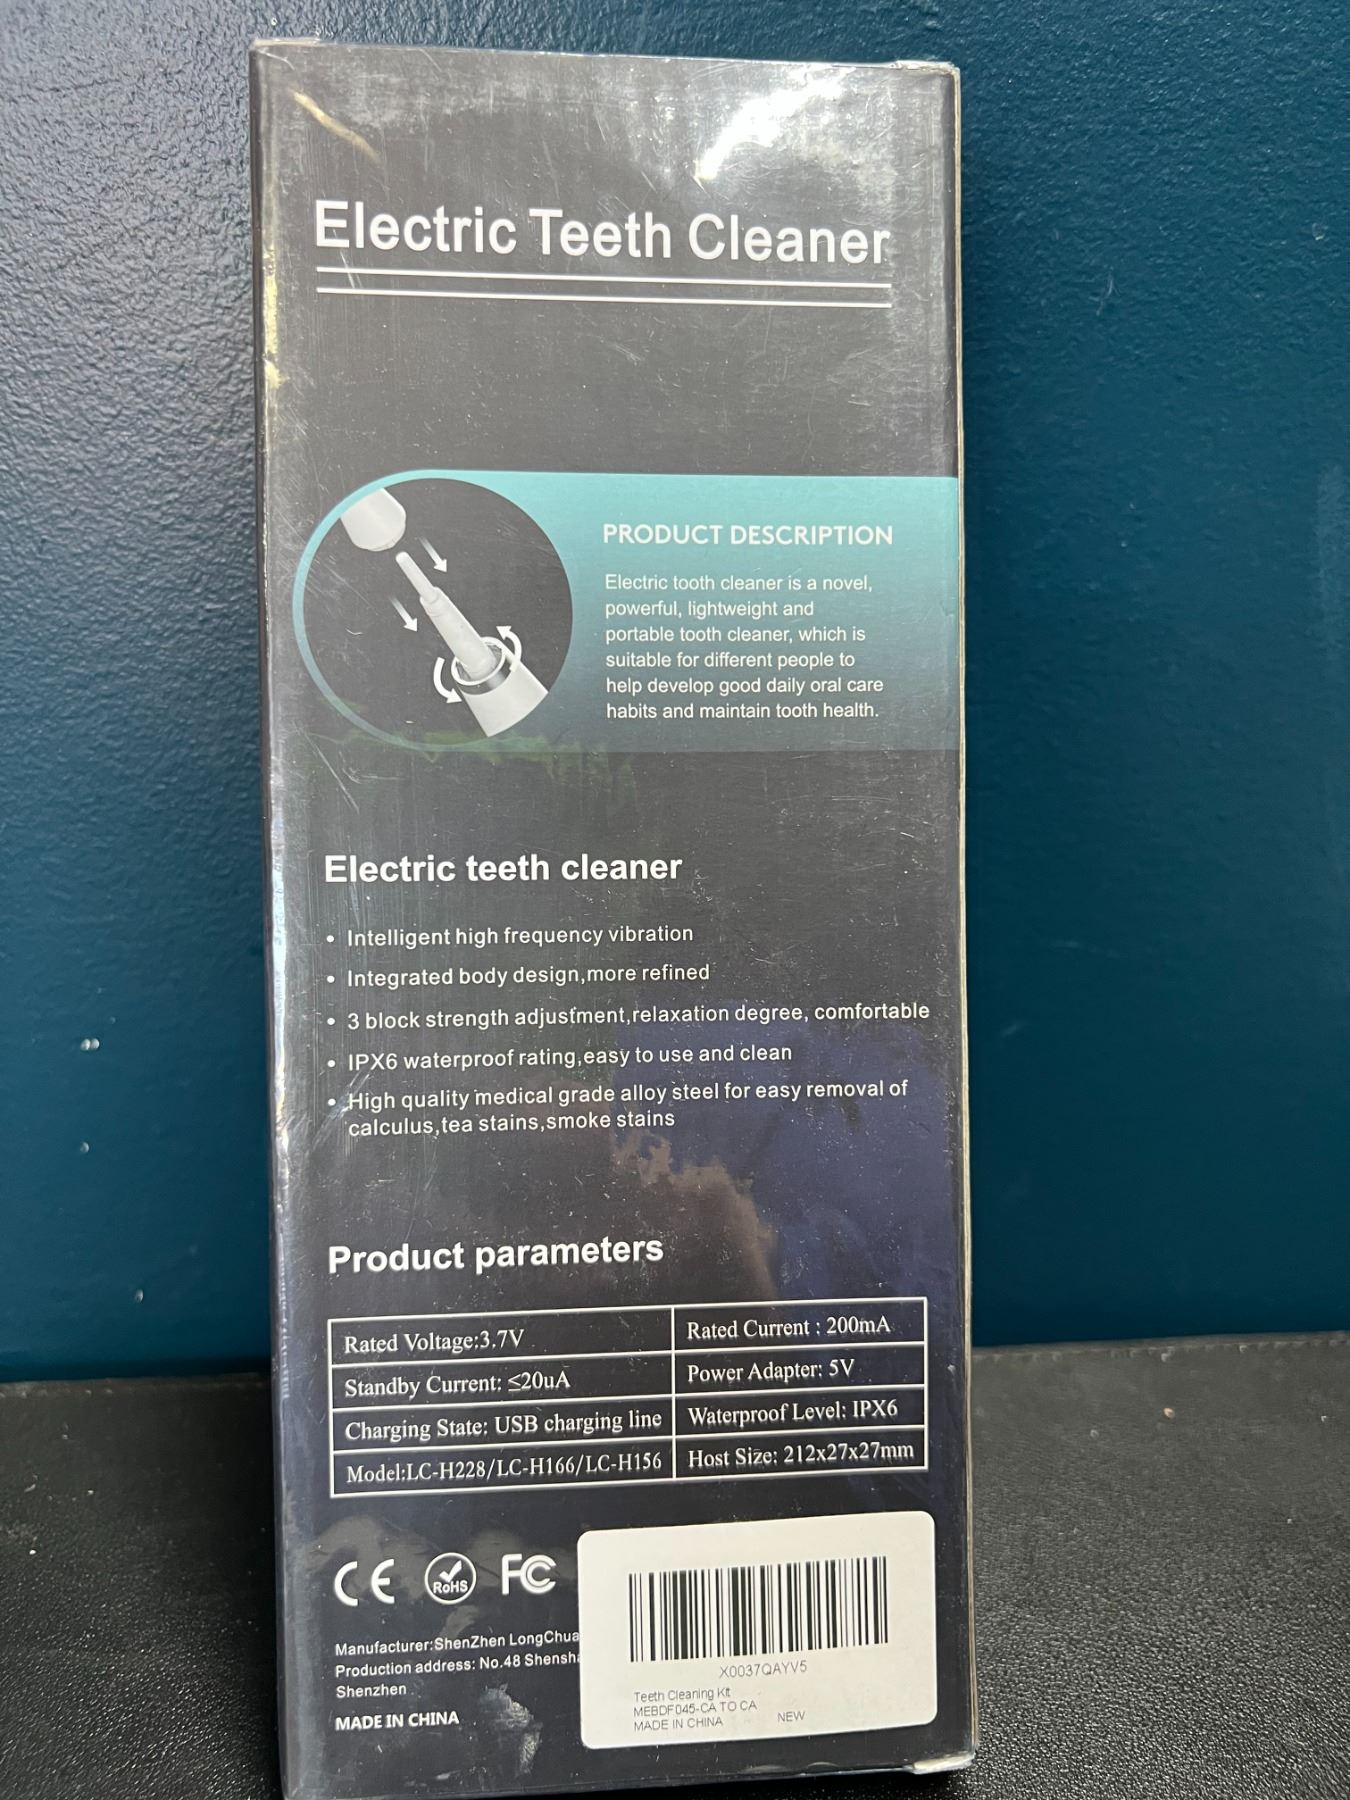 Electric Teeth Cleaner
PRODUCT DESCRIPTION
Electric tooth cleaner is a novel,
powerful, lightweight and
portable tooth cleaner, which is
suitable for different people to
help develop good daily oral care
habits and maintain tooth health.
Electric teeth cleaner
• Intelligent high frequency vibration
• Integrated body design,more refined
• 3 block strength adjustment,relaxation degree, comfortable
• IPX6 waterproof rating,easy to use and clean
• High quality medical grade alloy steel for easy removal of
calculus,tea stains,smoke stains
Product parameters
Rated Voltage:3.7V Rated Current : 200mA
Standby Current: ≤20uA Power Adapter: 5V
Charging State: USB charging line Waterproof Level: IPX6
Model:LC-H228/LC-H166/LC-H156 Host Size: 212x27x27mm
CE RoHS FC
Manufacturer:ShenZhen LongChua
Production address: No.48 Shensha
Shenzhen
MADE IN CHINA
X0037QAYV5
Teeth Cleaning Kit
MEBDF045-CA TO CA
MADE IN CHINA NEW